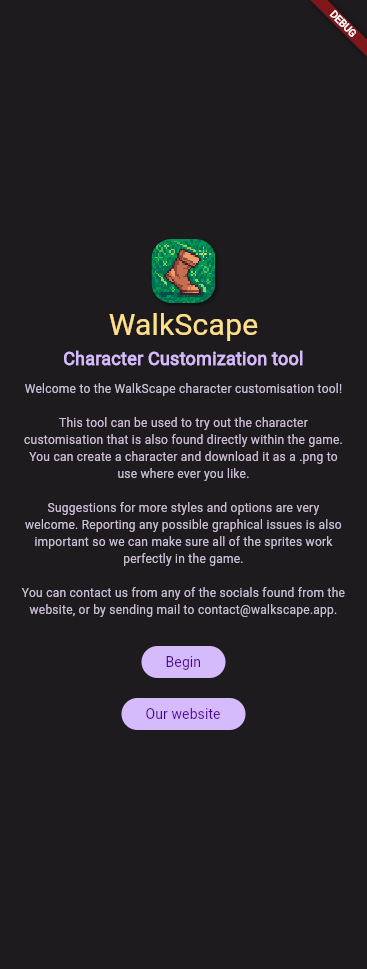 DEBUG
WalkScape
Character Customization tool
Welcome to the WalkScape character customisation tool!
This tool can be used to try out the character
customisation that is also found directly within the game.
You can create a character and download it as a .png to
use where ever you like.
Suggestions for more styles and options are very
welcome. Reporting any possible graphical issues is also
important so we can make sure all of the sprites work
perfectly in the game.
You can contact us from any of the socials found from the
website, or by sending mail to contact@walkscape.app.
Begin
Our website